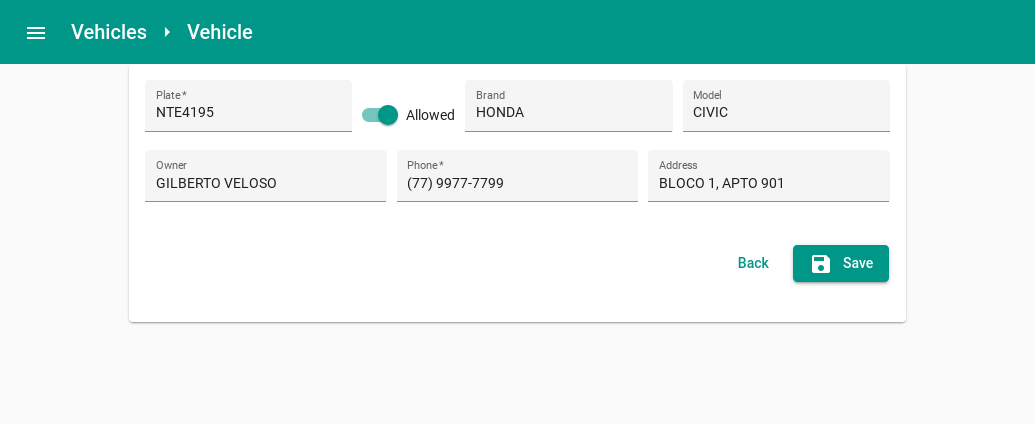 Vehicles Vehicle
Plate * Brand Model
NTE4195 Allowed HONDA CIVIC
Owner Phone * Address
GILBERTO VELOSO (77) 9977-7799 BLOCO 1, APTO 901
Back Save